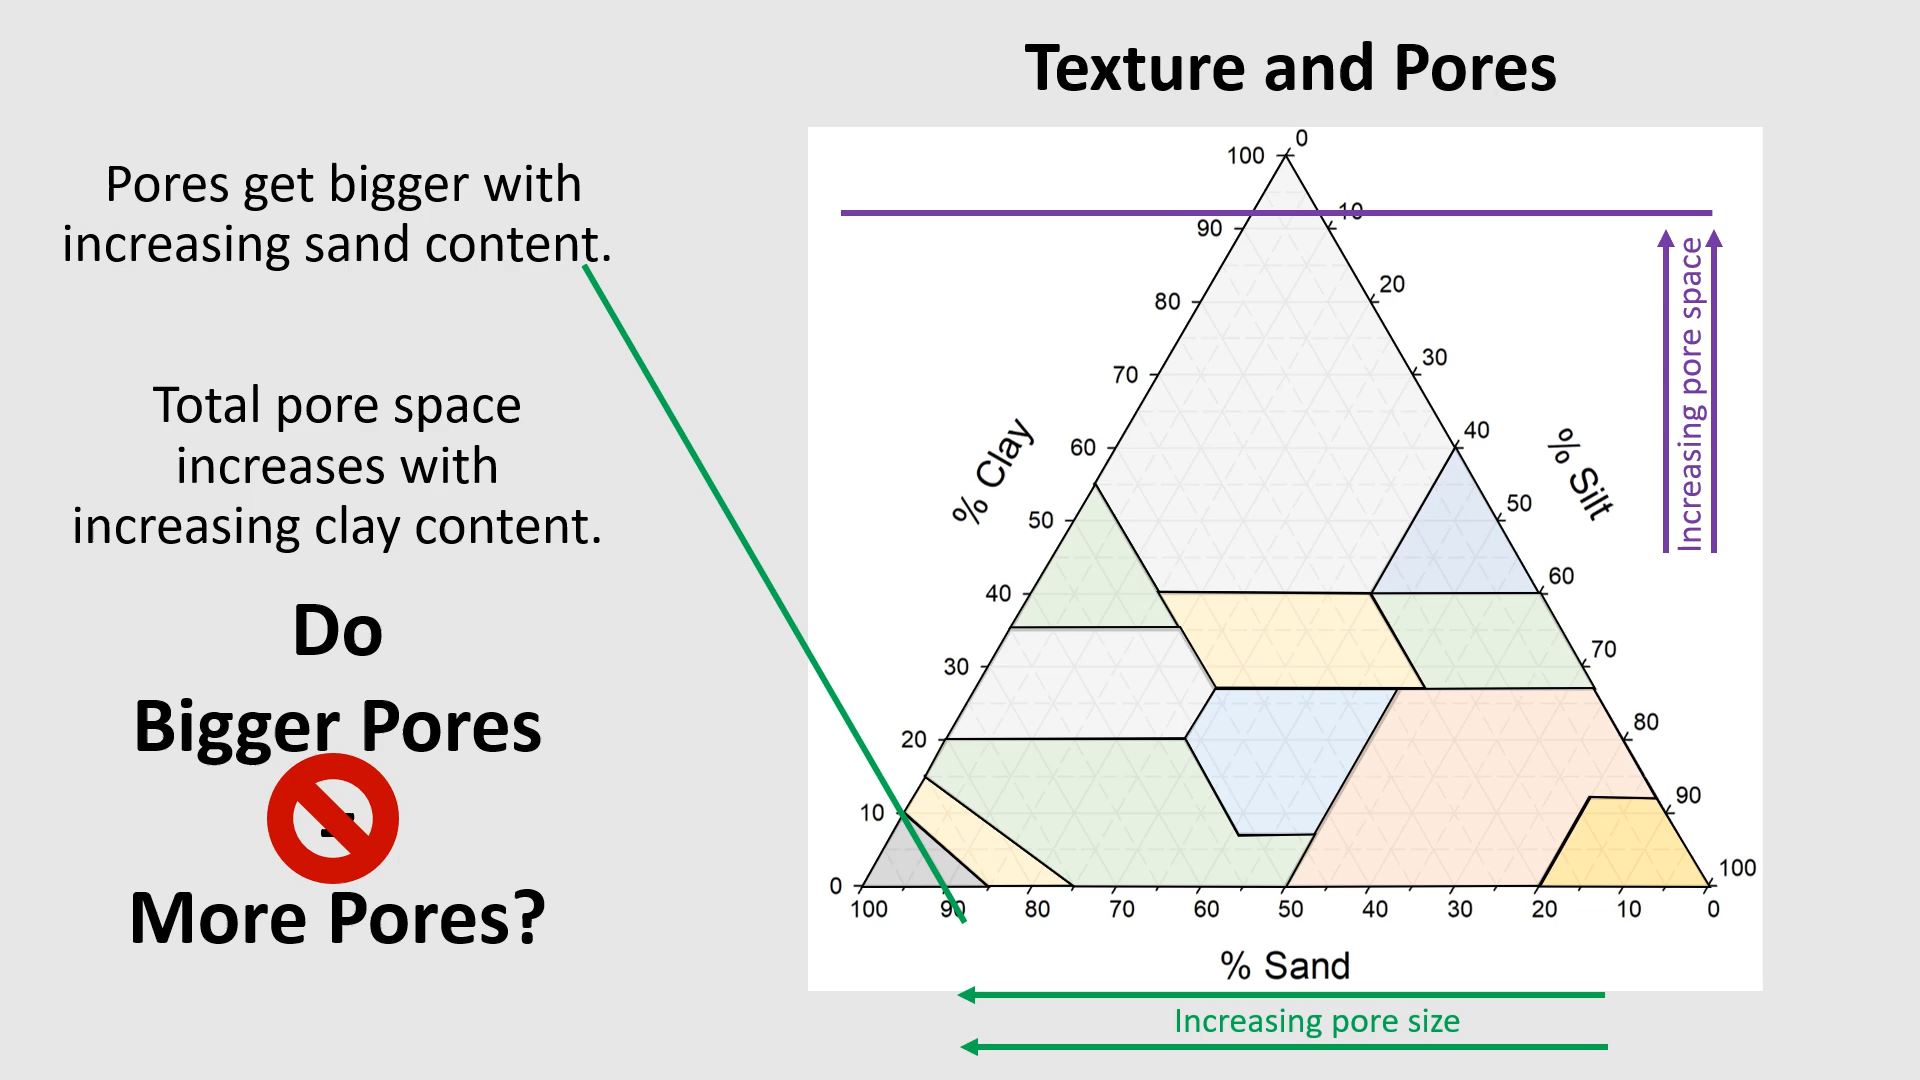 Texture and Pores
Pores get bigger with
increasing sand content.
Total pore space
increases with
increasing clay content.
Do
Bigger Pores
=
More Pores?
% Clay
100
90
80
70
60
50
40
30
20
10
0
% Silt
0
10
20
30
40
50
60
70
80
90
100
100
90
80
70
60
50
40
30
20
10
0
% Sand
Increasing pore space
Increasing pore size